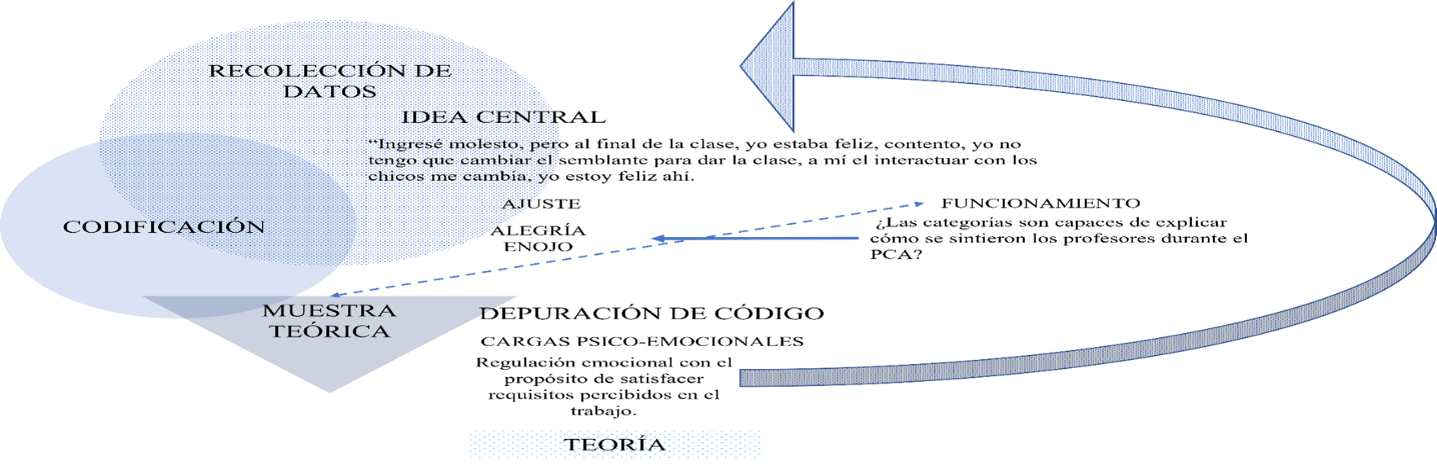 RECOLECCIÓN DE
DATOS
IDEA CENTRAL
“Ingresé molesto, pero al final de la clase, yo estaba feliz, contento, yo no
tengo que cambiar el semblante para dar la clase, a mí el interactuar con los
chicos me cambia, yo estoy feliz ahí.
CODIFICACIÓN
AJUSTE
ALEGRÍA
ENOJO
FUNCIONAMIENTO
¿Las categorías son capaces de explicar
cómo se sintieron los profesores durante el
PCA?
MUESTRA
TEÓRICA
DEPURACIÓN DE CÓDIGO
CARGAS PSICO-EMOCIONALES
Regulación emocional con el
propósito de satisfacer
requisitos percibidos en el
trabajo.
TEORÍA